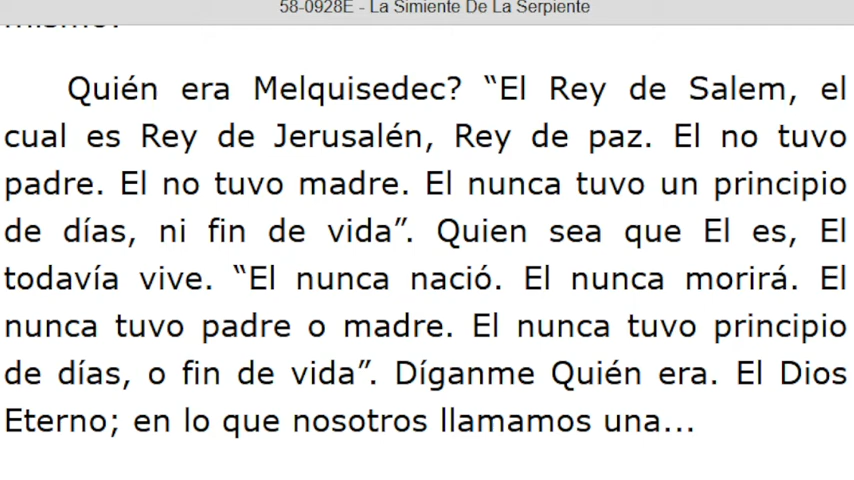 58-0928E - La Simiente De La Serpiente
mismo.
Quién era Melquisedec? “El Rey de Salem, el
cual es Rey de Jerusalén, Rey de paz. El no tuvo
padre. El no tuvo madre. El nunca tuvo un principio
de días, ni fin de vida”. Quien sea que El es, El
todavía vive. “El nunca nació. El nunca morirá. El
nunca tuvo padre o madre. El nunca tuvo principio
de días, o fin de vida”. Díganme Quién era. El Dios
Eterno; en lo que nosotros llamamos una...